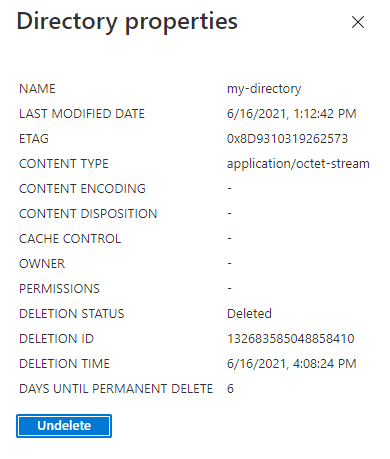 Directory properties
NAME my-directory
LAST MODIFIED DATE 6/16/2021, 1:12:42 PM
ETAG 0x8D9310319262573
CONTENT TYPE application/octet-stream
CONTENT ENCODING -
CONTENT DISPOSITION -
CACHE CONTROL -
OWNER -
PERMISSIONS -
DELETION STATUS Deleted
DELETION ID 132683585048858410
DELETION TIME 6/16/2021, 4:08:24 PM
DAYS UNTIL PERMANENT DELETE 6
Undelete